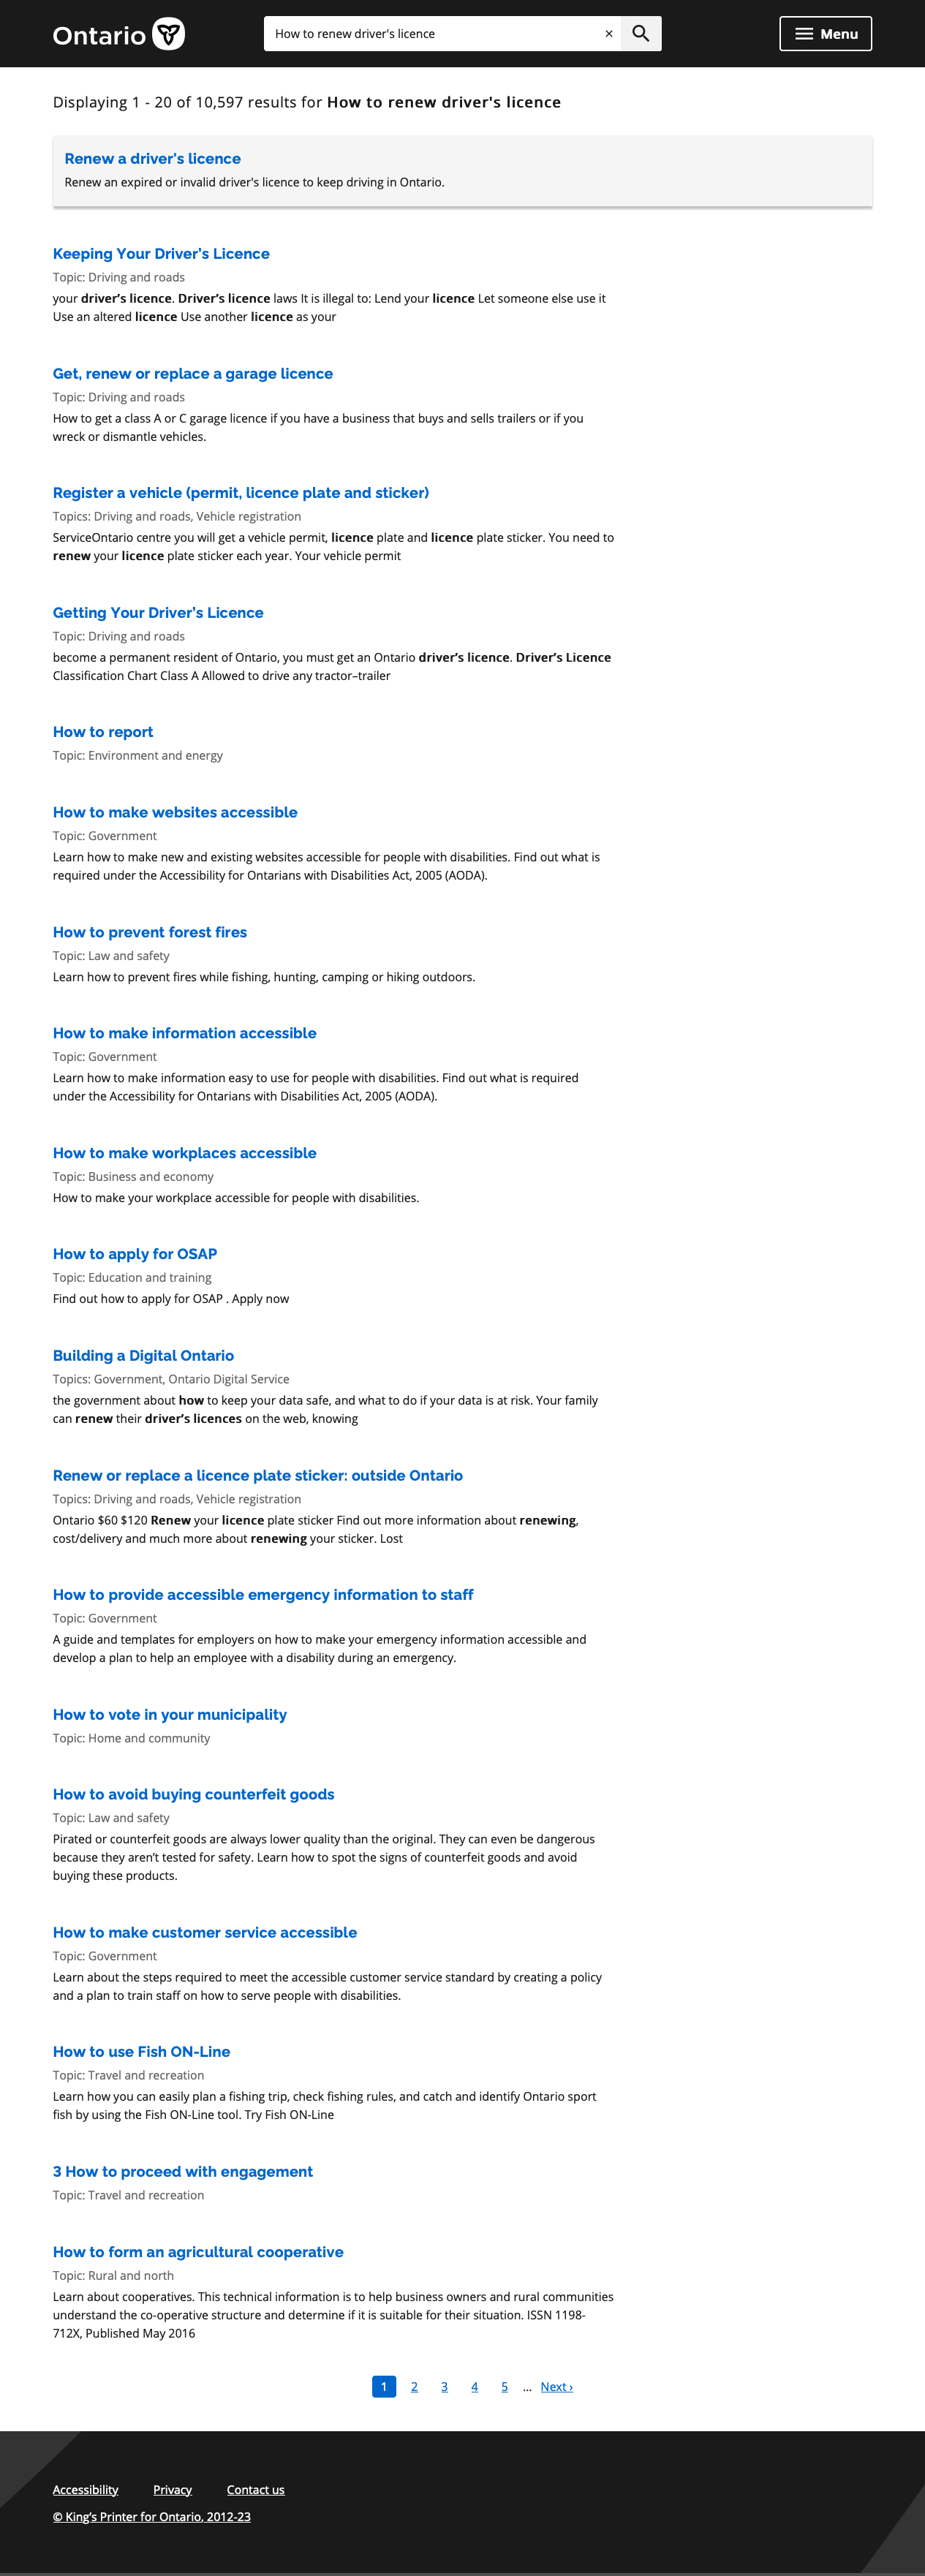 Ontario
How to renew driver's licence ×
Menu
Displaying 1 - 20 of 10,597 results for How to renew driver's licence
Renew a driver's licence
Renew an expired or invalid driver's licence to keep driving in Ontario.
Keeping Your Driver’s Licence
Topic: Driving and roads
your driver’s licence. Driver’s licence laws It is illegal to: Lend your licence Let someone else use it
Use an altered licence Use another licence as your
Get, renew or replace a garage licence
Topic: Driving and roads
How to get a class A or C garage licence if you have a business that buys and sells trailers or if you
wreck or dismantle vehicles.
Register a vehicle (permit, licence plate and sticker)
Topics: Driving and roads, Vehicle registration
ServiceOntario centre you will get a vehicle permit, licence plate and licence plate sticker. You need to
renew your licence plate sticker each year. Your vehicle permit
Getting Your Driver’s Licence
Topic: Driving and roads
become a permanent resident of Ontario, you must get an Ontario driver’s licence. Driver’s Licence
Classification Chart Class A Allowed to drive any tractor–trailer
How to report
Topic: Environment and energy
How to make websites accessible
Topic: Government
Learn how to make new and existing websites accessible for people with disabilities. Find out what is
required under the Accessibility for Ontarians with Disabilities Act, 2005 (AODA).
How to prevent forest fires
Topic: Law and safety
Learn how to prevent fires while fishing, hunting, camping or hiking outdoors.
How to make information accessible
Topic: Government
Learn how to make information easy to use for people with disabilities. Find out what is required
under the Accessibility for Ontarians with Disabilities Act, 2005 (AODA).
How to make workplaces accessible
Topic: Business and economy
How to make your workplace accessible for people with disabilities.
How to apply for OSAP
Topic: Education and training
Find out how to apply for OSAP . Apply now
Building a Digital Ontario
Topics: Government, Ontario Digital Service
the government about how to keep your data safe, and what to do if your data is at risk. Your family
can renew their driver’s licences on the web, knowing
Renew or replace a licence plate sticker: outside Ontario
Topics: Driving and roads, Vehicle registration
Ontario $60 $120 Renew your licence plate sticker Find out more information about renewing,
cost/delivery and much more about renewing your sticker. Lost
How to provide accessible emergency information to staff
Topic: Government
A guide and templates for employers on how to make your emergency information accessible and
develop a plan to help an employee with a disability during an emergency.
How to vote in your municipality
Topic: Home and community
How to avoid buying counterfeit goods
Topic: Law and safety
Pirated or counterfeit goods are always lower quality than the original. They can even be dangerous
because they aren’t tested for safety. Learn how to spot the signs of counterfeit goods and avoid
buying these products.
How to make customer service accessible
Topic: Government
Learn about the steps required to meet the accessible customer service standard by creating a policy
and a plan to train staff on how to serve people with disabilities.
How to use Fish ON-Line
Topic: Travel and recreation
Learn how you can easily plan a fishing trip, check fishing rules, and catch and identify Ontario sport
fish by using the Fish ON-Line tool. Try Fish ON-Line
3 How to proceed with engagement
Topic: Travel and recreation
How to form an agricultural cooperative
Topic: Rural and north
Learn about cooperatives. This technical information is to help business owners and rural communities
understand the co-operative structure and determine if it is suitable for their situation. ISSN 1198-
712X, Published May 2016
1 2 3 4 5 ... Next ›
Accessibility Privacy Contact us
© King’s Printer for Ontario, 2012-23